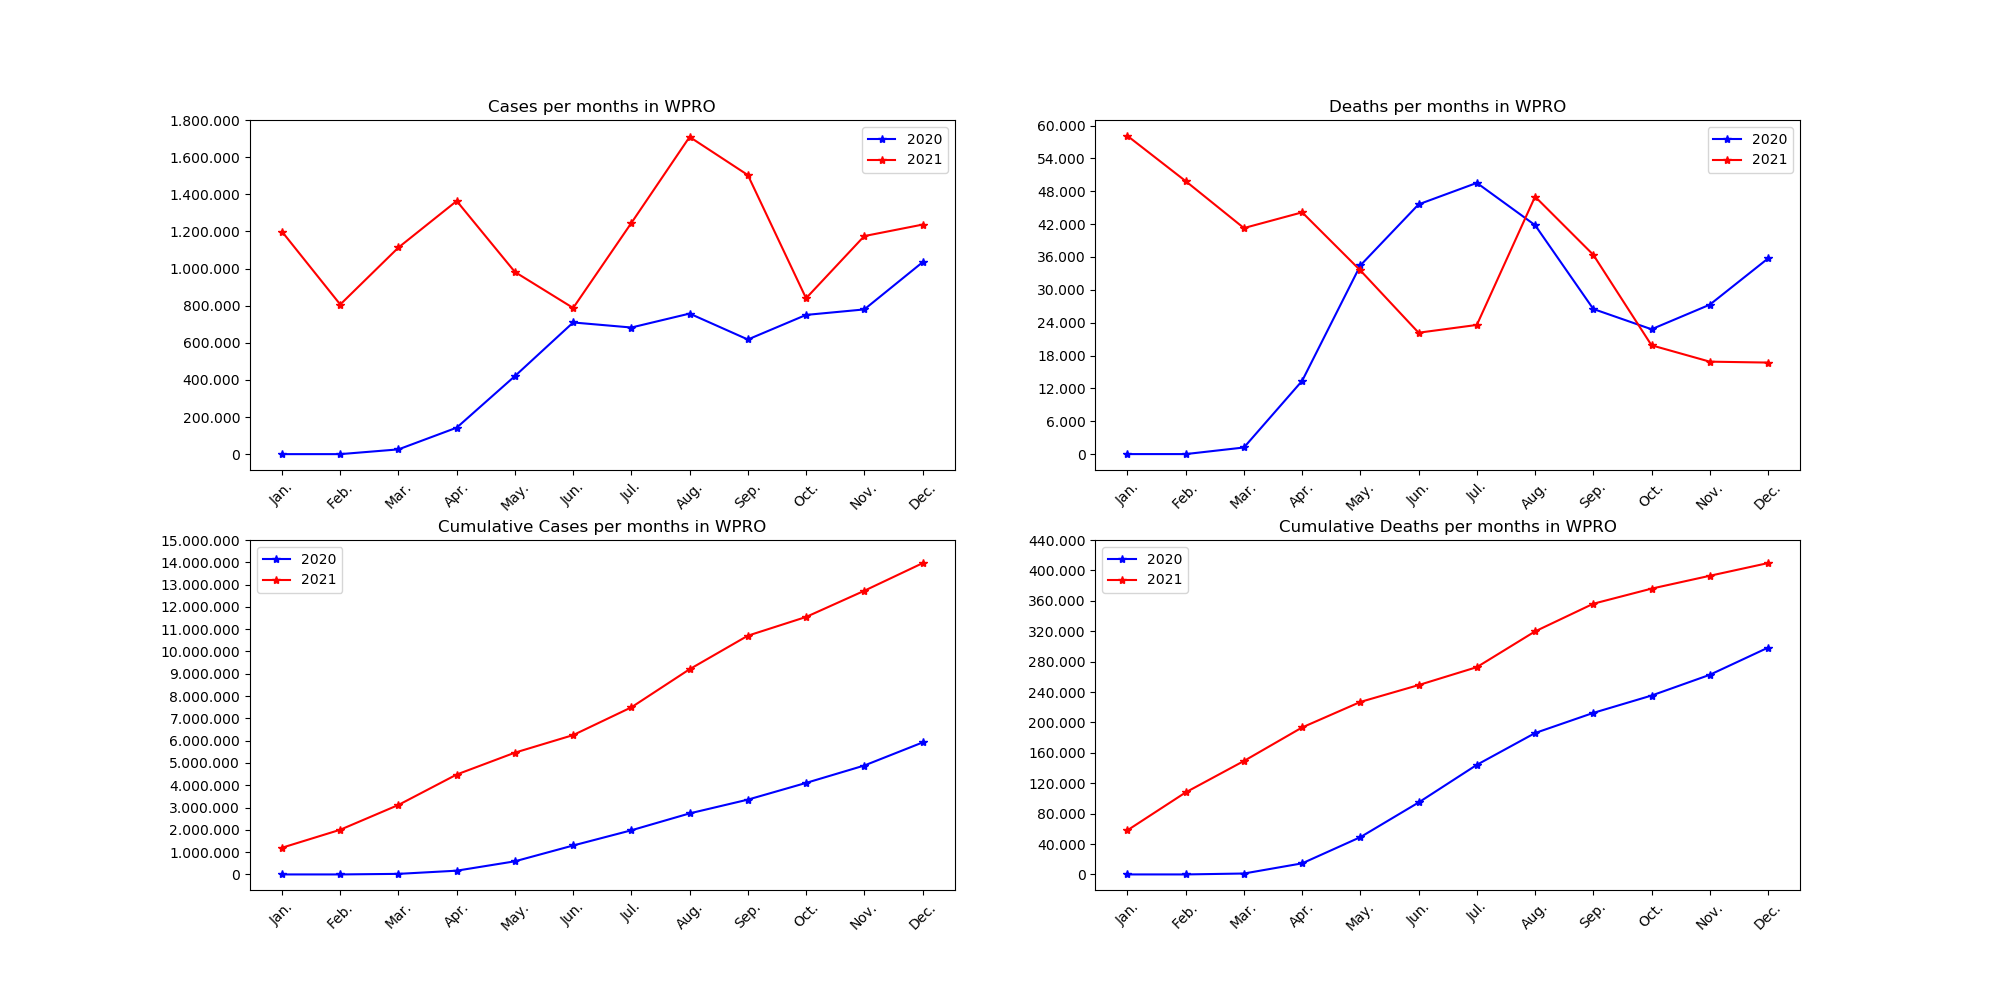 Cases per months in WPRO
1.800.000
1.600.000
1.400.000
1.200.000
1.000.000
800.000
600.000
400.000
200.000
0
2020
2021
Jan.
Feb.
Mar.
Apr.
May.
Jun.
Jul.
Aug.
Sep.
Oct.
Nov.
Dec.
Deaths per months in WPRO
60.000
54.000
48.000
42.000
36.000
30.000
24.000
18.000
12.000
6.000
0
2020
2021
Jan.
Feb.
Mar.
Apr.
May.
Jun.
Jul.
Aug.
Sep.
Oct.
Nov.
Dec.
Cumulative Cases per months in WPRO
15.000.000
14.000.000
13.000.000
12.000.000
11.000.000
10.000.000
9.000.000
8.000.000
7.000.000
6.000.000
5.000.000
4.000.000
3.000.000
2.000.000
1.000.000
0
2020
2021
Jan.
Feb.
Mar.
Apr.
May.
Jun.
Jul.
Aug.
Sep.
Oct.
Nov.
Dec.
Cumulative Deaths per months in WPRO
440.000
400.000
360.000
320.000
280.000
240.000
200.000
160.000
120.000
80.000
40.000
0
2020
2021
Jan.
Feb.
Mar.
Apr.
May.
Jun.
Jul.
Aug.
Sep.
Oct.
Nov.
Dec.